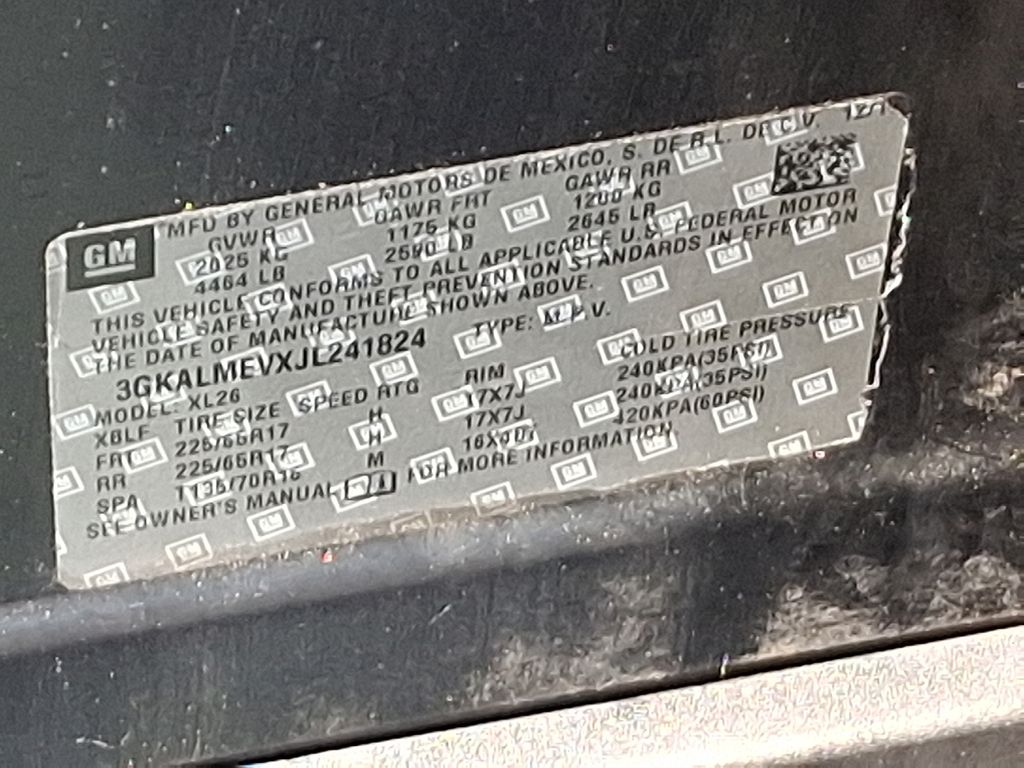 GM
MFD BY GENERAL MOTORS DE MEXICO, S. DE R.L. DE C.V.
GVWR GAWR FRT GAWR RR
2025 KG 1175 KG 1200 KG
4464 LB 2590 LB 2645 LB
THIS VEHICLE CONFORMS TO ALL APPLICABLE U.S. FEDERAL MOTOR
VEHICLE SAFETY AND THEFT PREVENTION STANDARDS IN EFFECT ON
THE DATE OF MANUFACTURE SHOWN ABOVE.
3GKALMEVXJL241824 TYPE: M.P.V.
MODEL: XL26
XBLF TIRE SIZE SPEED RTG RIM COLD TIRE PRESSURE
FRT 225/65R17 H 17X7J 240KPA(35PSI)
RR 225/65R17 H 17X7J 240KPA(35PSI)
SPA M 420KPA(60PSI)
SEE OWNER'S MANUAL FOR MORE INFORMATION.